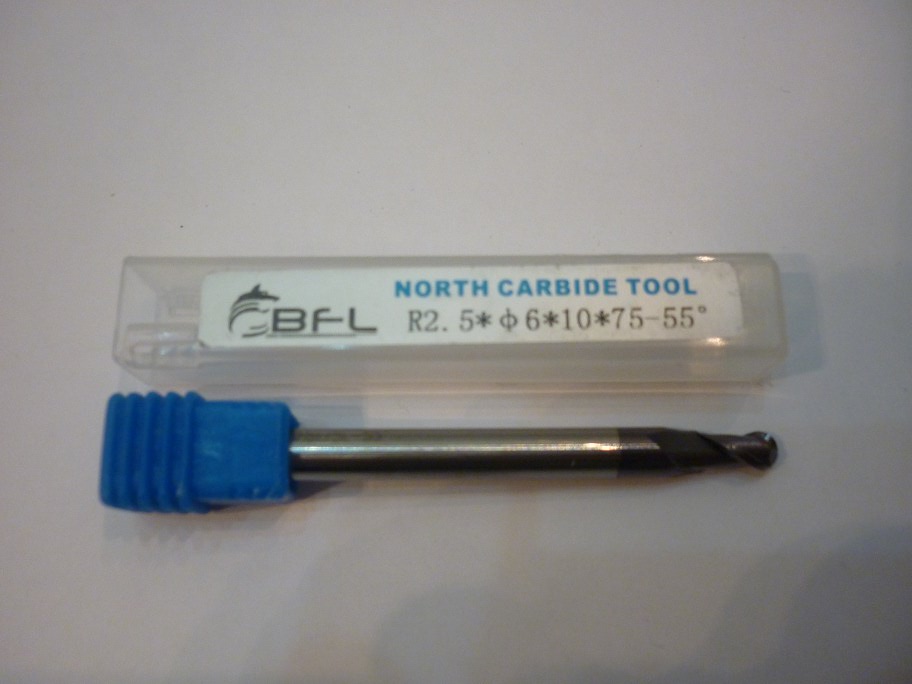 BFL
NORTH CARBIDE TOOL
R2.5*φ6*10*75-55°